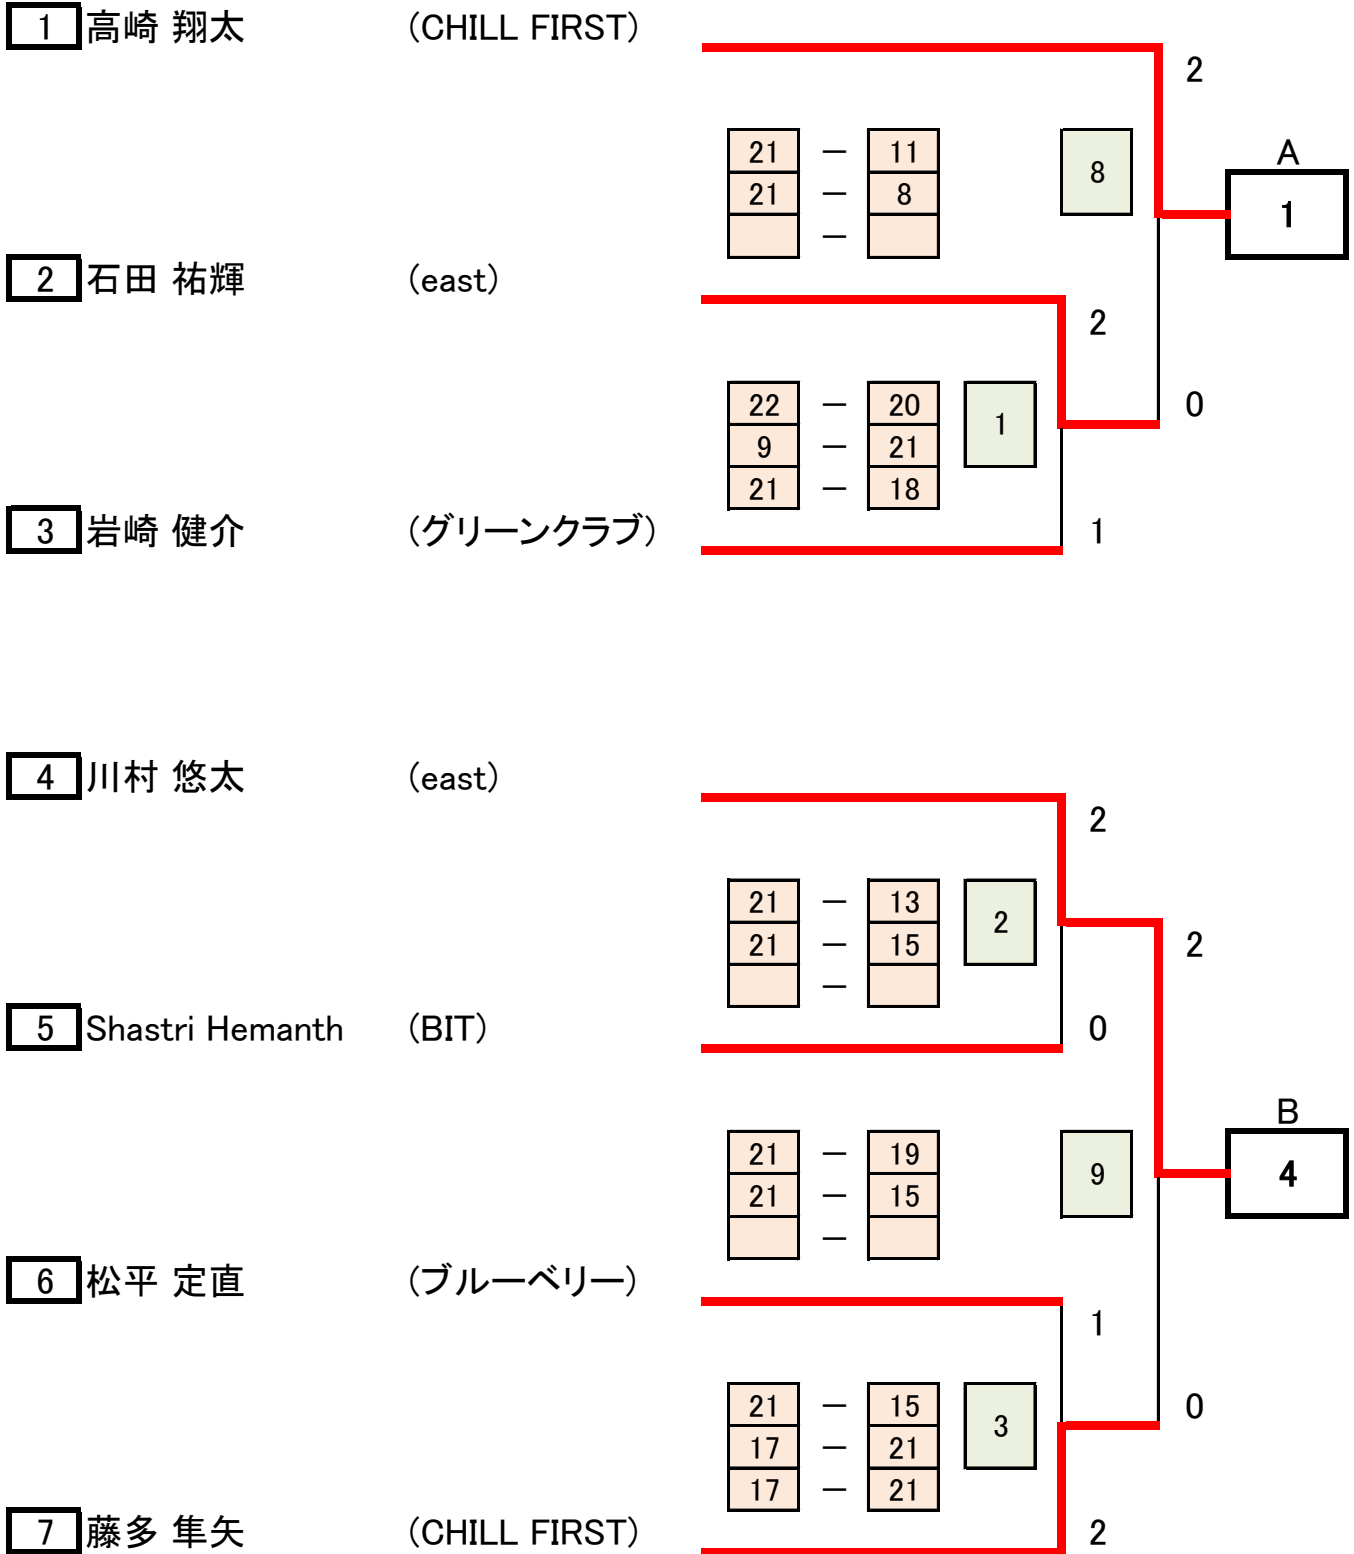 1 高崎 翔太 (CHILL FIRST)
2
21 － 11 8 A
21 － 8 1
－
2 石田 祐輝 (east)
2
22 － 20 1 0
9 － 21
21 － 18
3 岩崎 健介 (グリーンクラブ) 1
4 川村 悠太 (east)
2
21 － 13 2
21 － 15 2
－
5 Shastri Hemanth (BIT) 0
B
21 － 19 9 4
21 － 15
－
6 松平 定直 (ブルーベリー)
1
21 － 15 3 0
17 － 21
17 － 21
7 藤多 隼矢 (CHILL FIRST) 2